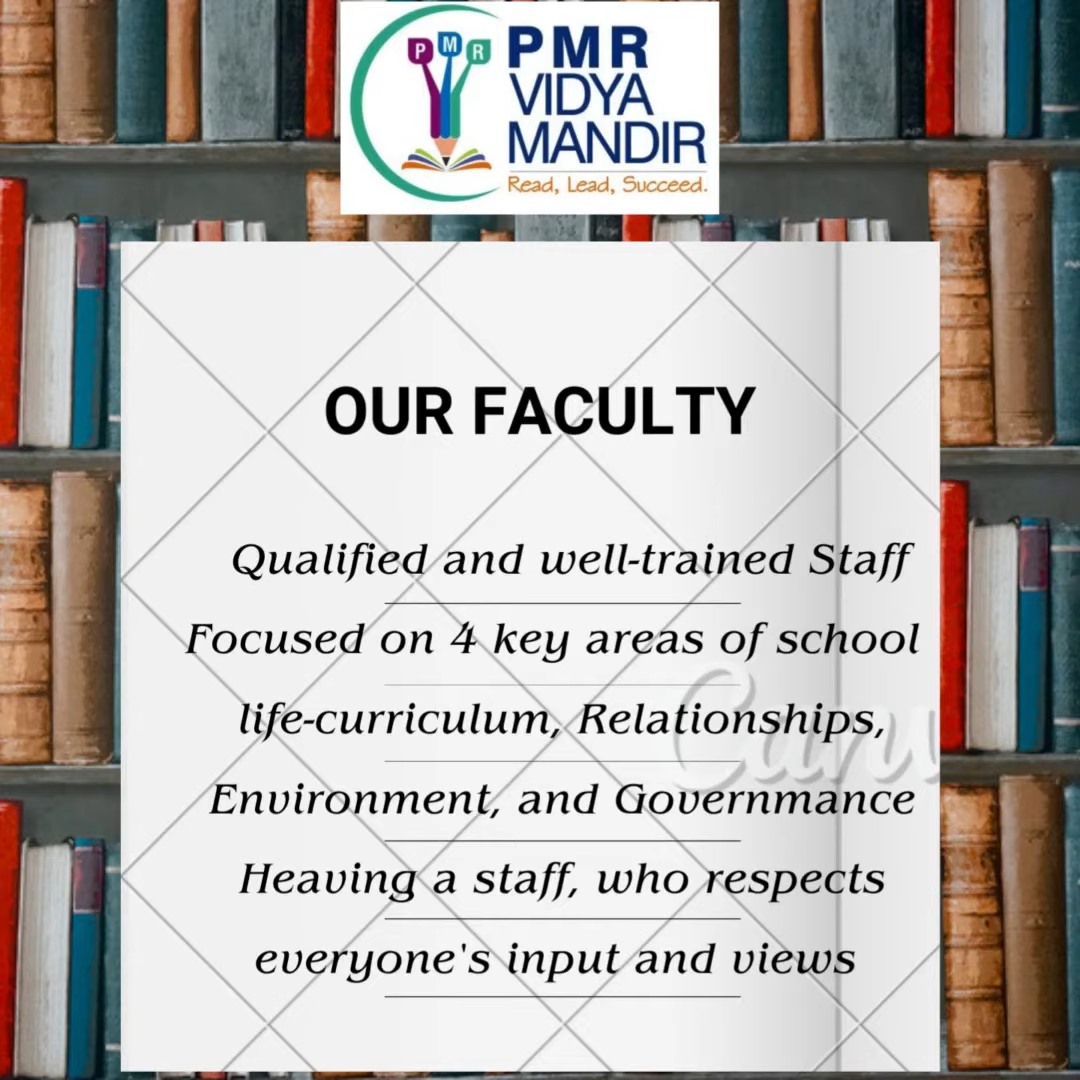 P M R
PMR
VIDYA
MANDIR
Read, Lead, Succeed.
OUR FACULTY
Qualified and well-trained Staff
Focused on 4 key areas of school
life-curriculum, Relationships,
Environment, and Governmance
Heaving a staff, who respects
everyone's input and views
Canv